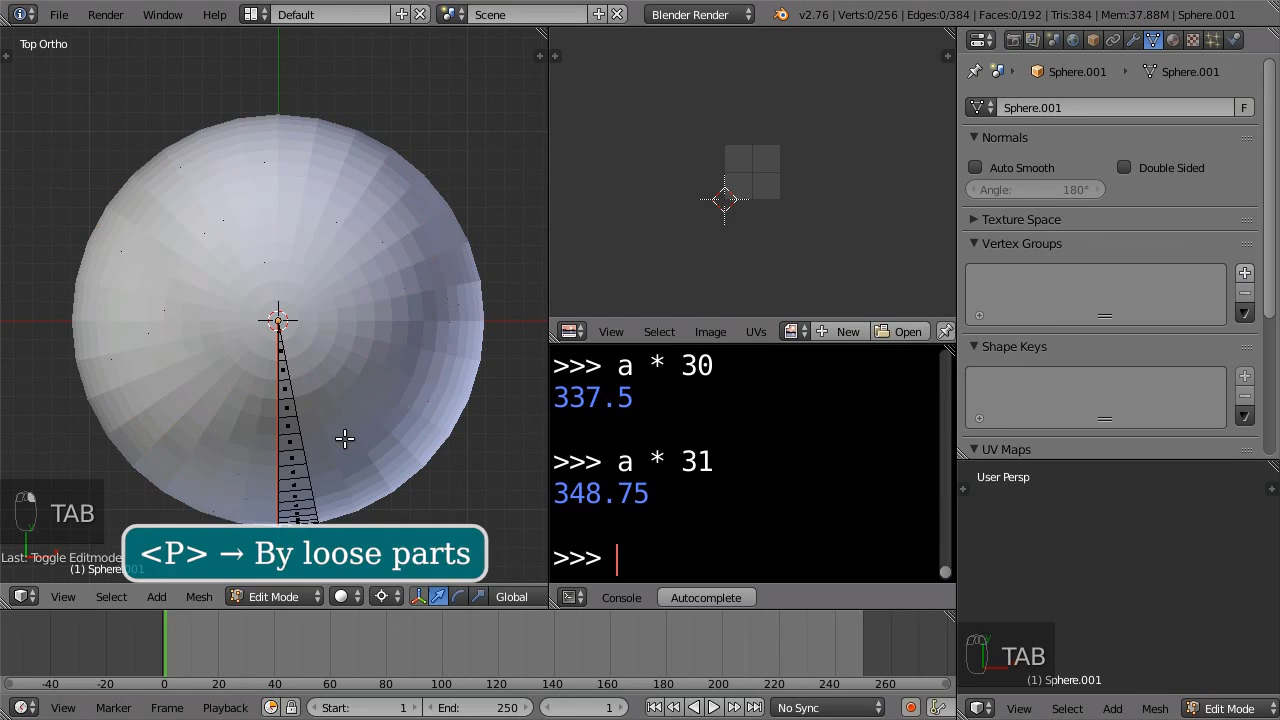 File Render Window Help Default Scene Blender Render v2.76 | Verts:0/256 | Edges:0/384 | Faces:0/192 | Tris:384 | Mem:37.88M | Sphere.001
Top Ortho
Sphere.001 Sphere.001
Sphere.001 F
Normals
Auto Smooth Double Sided
Angle: 180°
Texture Space
Vertex Groups
View Select Image UVs New Open
Shape Keys
UV Maps
>>> a * 30
337.5
>>> a * 31
348.75
>>>
TAB
Last: Toggle Editmode
(1) Sphere.001
<P> → By loose parts
View Select Add Mesh Edit Mode Global
Console Autocomplete
User Persp
TAB
(1) Sphere.001
-40 -20 0 20 40 60 80 100 120 140 160 180 200 220 240 260
View Marker Frame Playback Start: 1 End: 250 1 No Sync
View Select Add Mesh Edit Mode